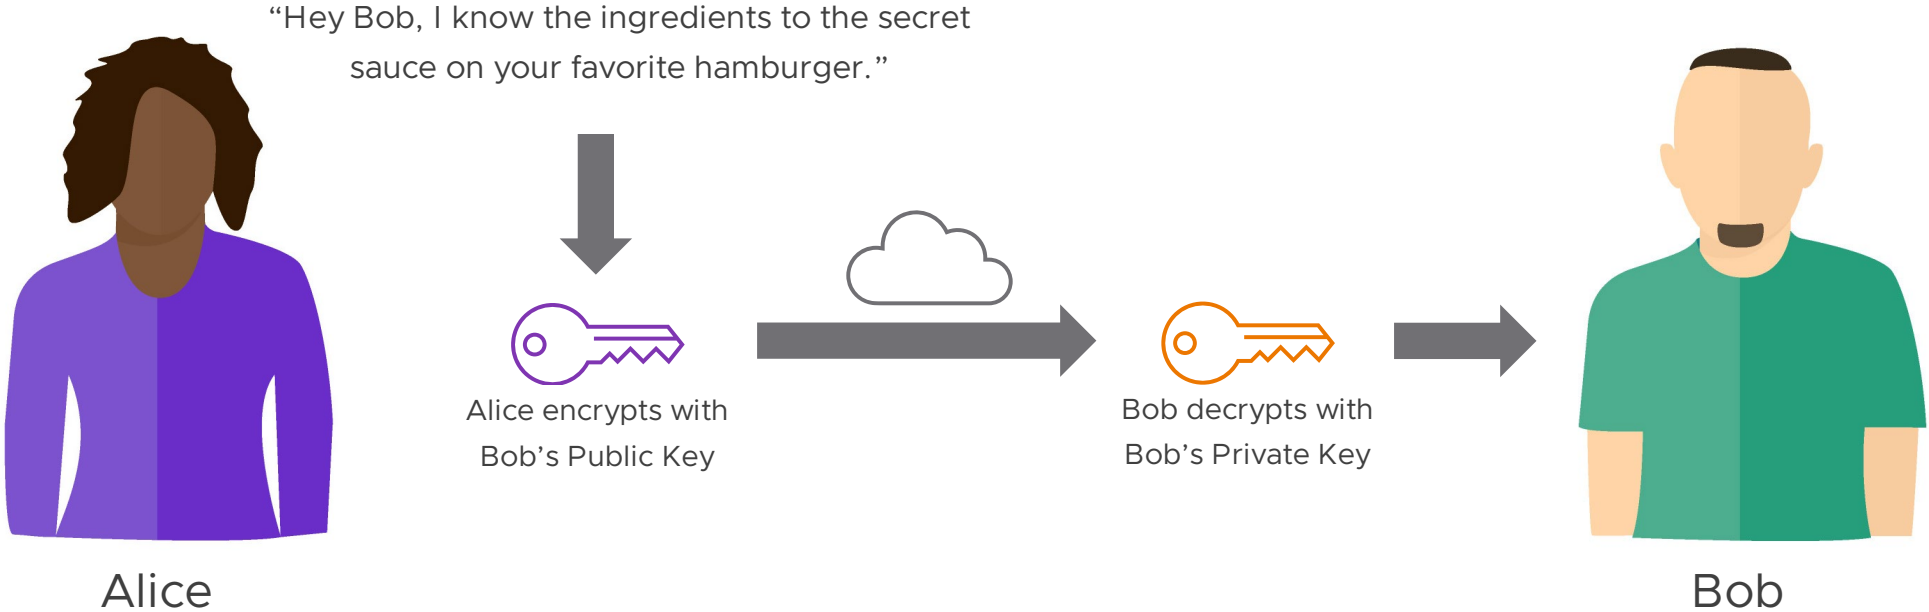 “Hey Bob, I know the ingredients to the secret
sauce on your favorite hamburger.”
Alice encrypts with
Bob’s Public Key
Bob decrypts with
Bob’s Private Key
Alice
Bob